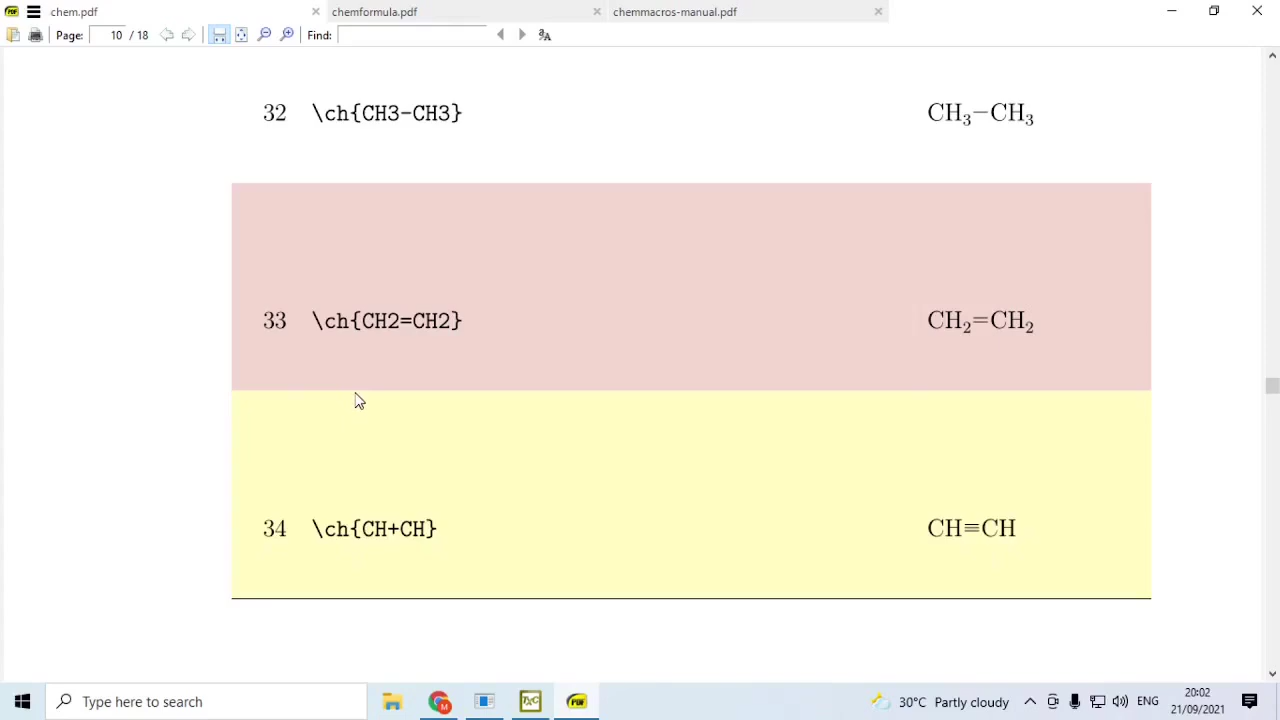 chem.pdf
chemformula.pdf
chemmacros-manual.pdf
Page: 10 / 18
Find:
32 \ch{CH3-CH3} CH₃−CH₃
33 \ch{CH2=CH2} CH₂=CH₂
34 \ch{CH+CH} CH≡CH
Type here to search
30°C Partly cloudy
ENG
20:02
21/09/2021